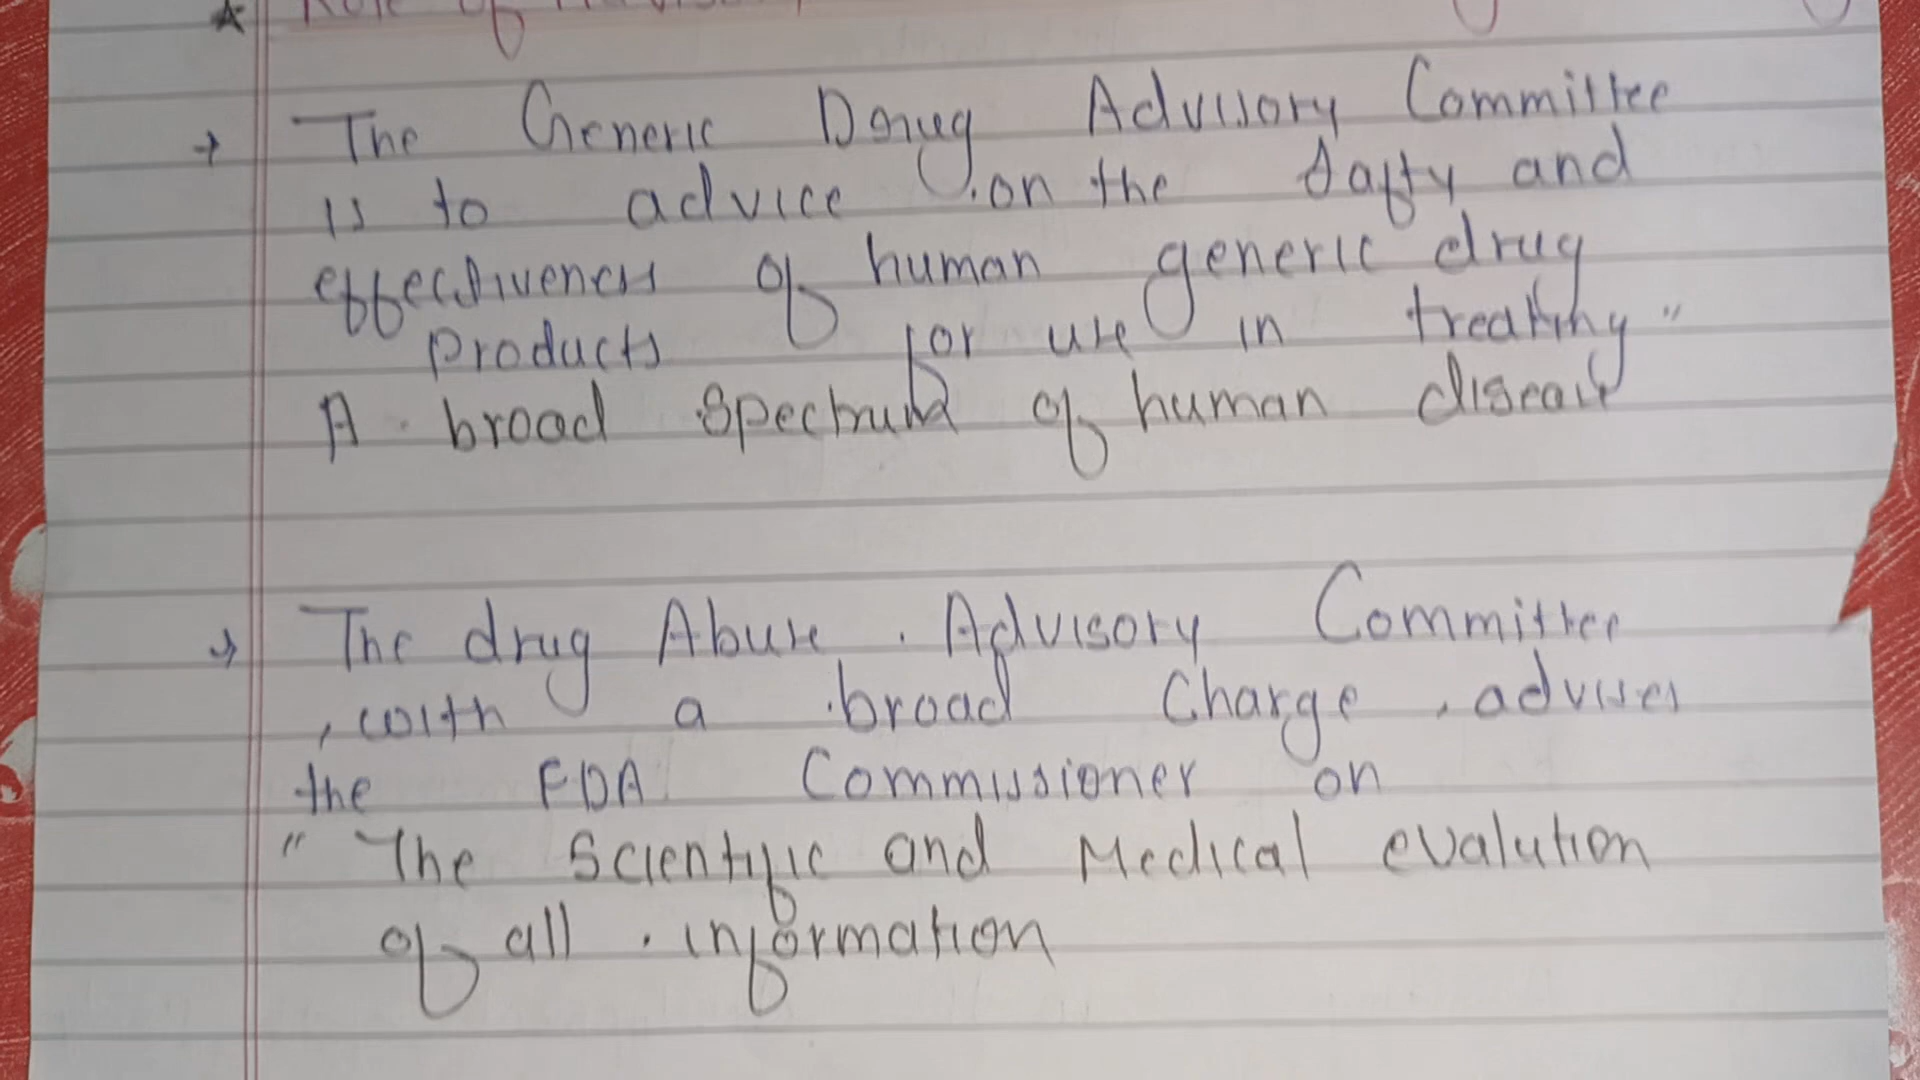 Role of
→ The Generic Drug Advisory Committee
is to advice on the Safty and
effectiveness of human generic drug
products for use in treating "
A broad Spectrum of human disease
→ The drug Abuse Advisory Committee
, with a broad Charge, advises
the FDA Commissioner on
" The Scientific and Medical evalution
of all information